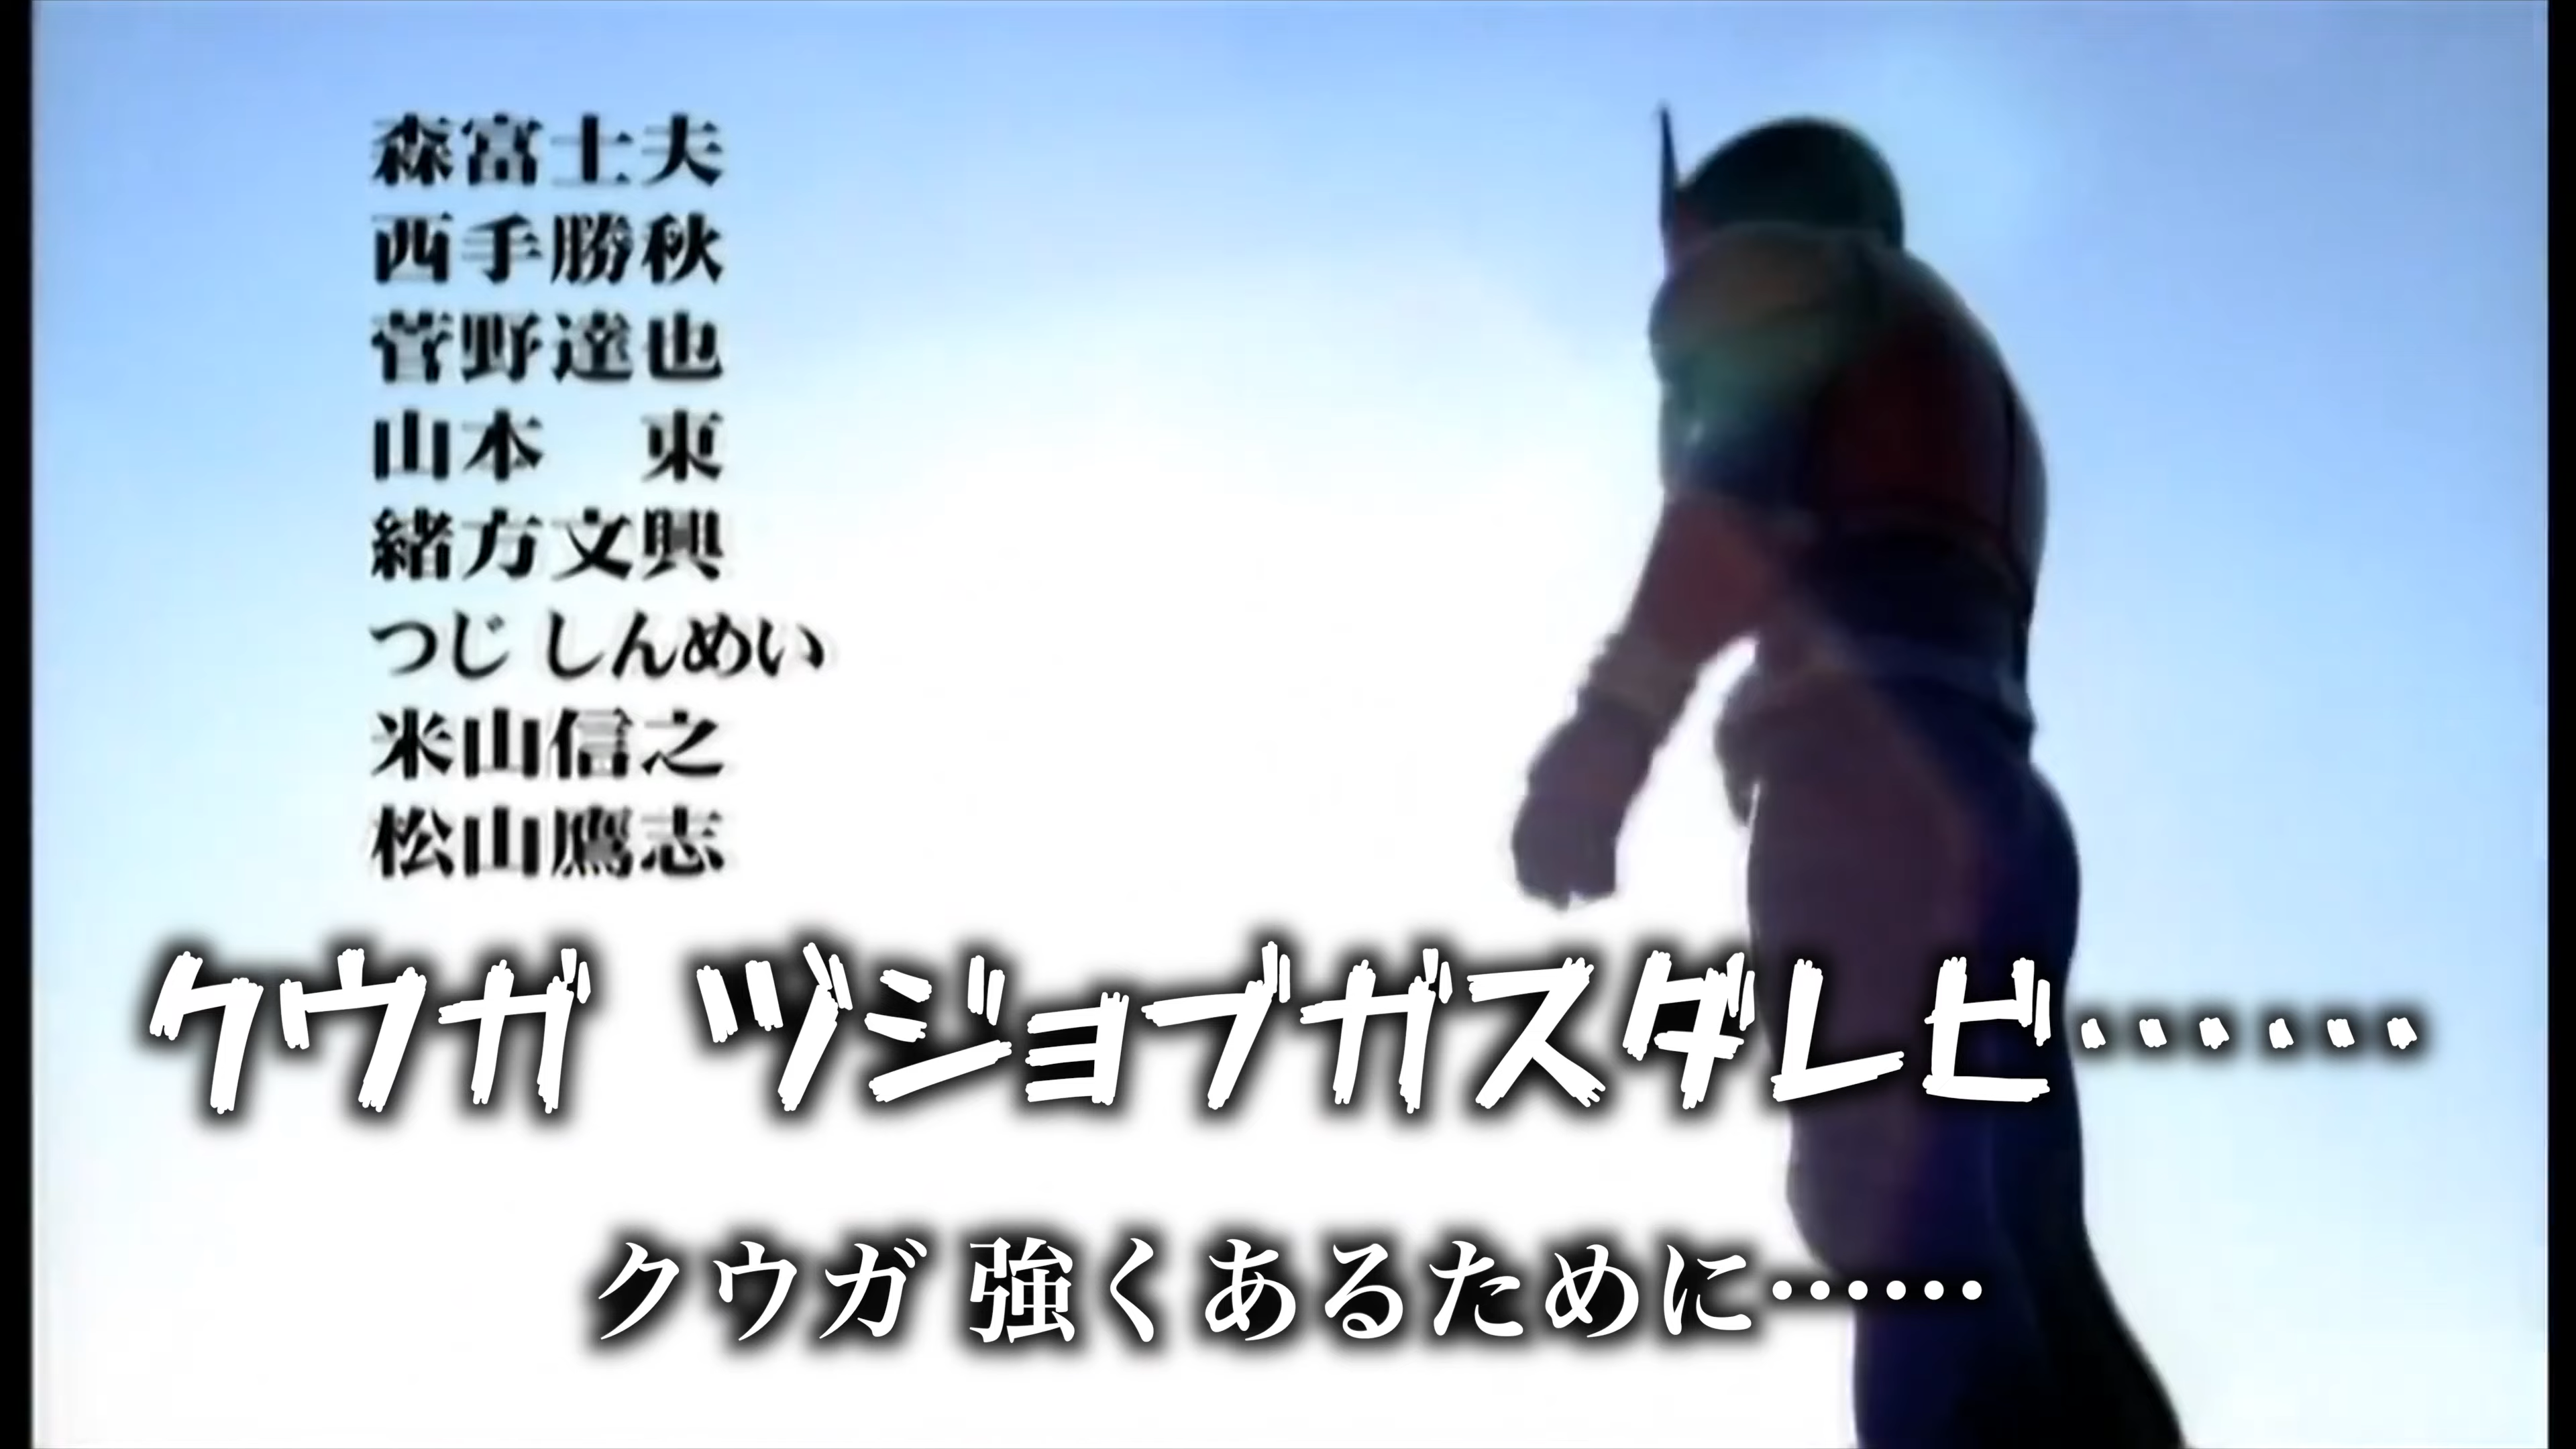 森富士夫
西手勝秋
菅野達也
山本　東
緒方文興
つじ しんめい
米山信之
松山鷹志
クウガ ヅジョブガスダレビ……
クウガ 強くあるために……